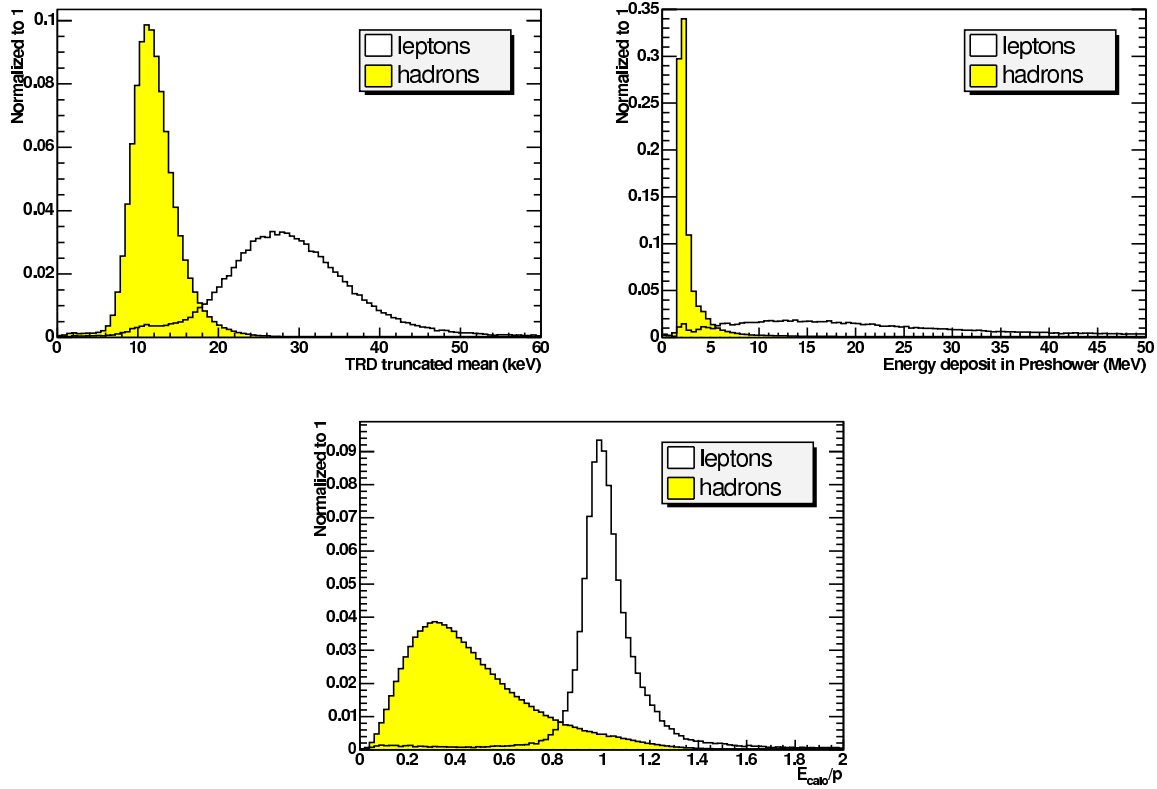 Normalized to 1
0.1
0.08
0.06
0.04
0.02
0
0 10 20 30 40 50 60
TRD truncated mean (keV)
leptons
hadrons
Normalized to 1
0.35
0.3
0.25
0.2
0.15
0.1
0.05
0
0 5 10 15 20 25 30 35 40 45 50
Energy deposit in Preshower (MeV)
leptons
hadrons
Normalized to 1
0.09
0.08
0.07
0.06
0.05
0.04
0.03
0.02
0.01
0
0 0.2 0.4 0.6 0.8 1 1.2 1.4 1.6 1.8 2
E_calo/p
leptons
hadrons